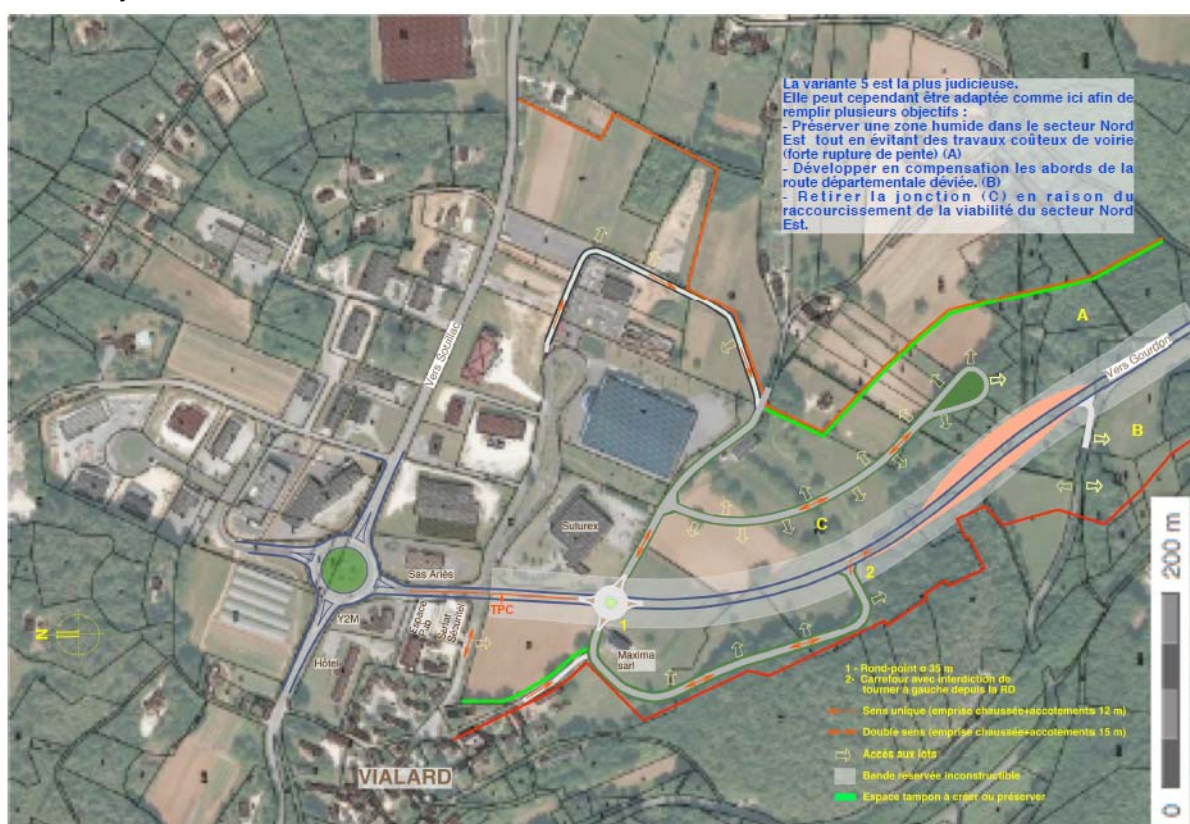 La variante 5 est la plus judicieuse.
Elle peut cependant être adaptée comme ici afin de
remplir plusieurs objectifs :
- Préserver une zone humide dans le secteur Nord
Est tout en évitant des travaux coûteux de voirie
(forte rupture de pente) (A)
- Développer en compensation les abords de la
route départementale déviée. (B)
- Retirer la jonction (C) en raison du
raccourcissement de la viabilité du secteur Nord
Est.
Vers Souillac
A
Vers Gourdon
B
C
Suturex
Sas Ariès
TPC
2
1
Y2M
Espace
Pub
Sarlat
Sécurité
N
Hôtel
Maxima
sarl
VIALARD
1 - Rond-point ø 35 m
2- Carrefour avec interdiction de
tourner à gauche depuis la RD
Sens unique (emprise chaussée+accotements 12 m)
Double sens (emprise chaussée+accotements 15 m)
Accès aux lots
Bande réservée inconstructible
Espace tampon à créer ou préserver
0
200 m